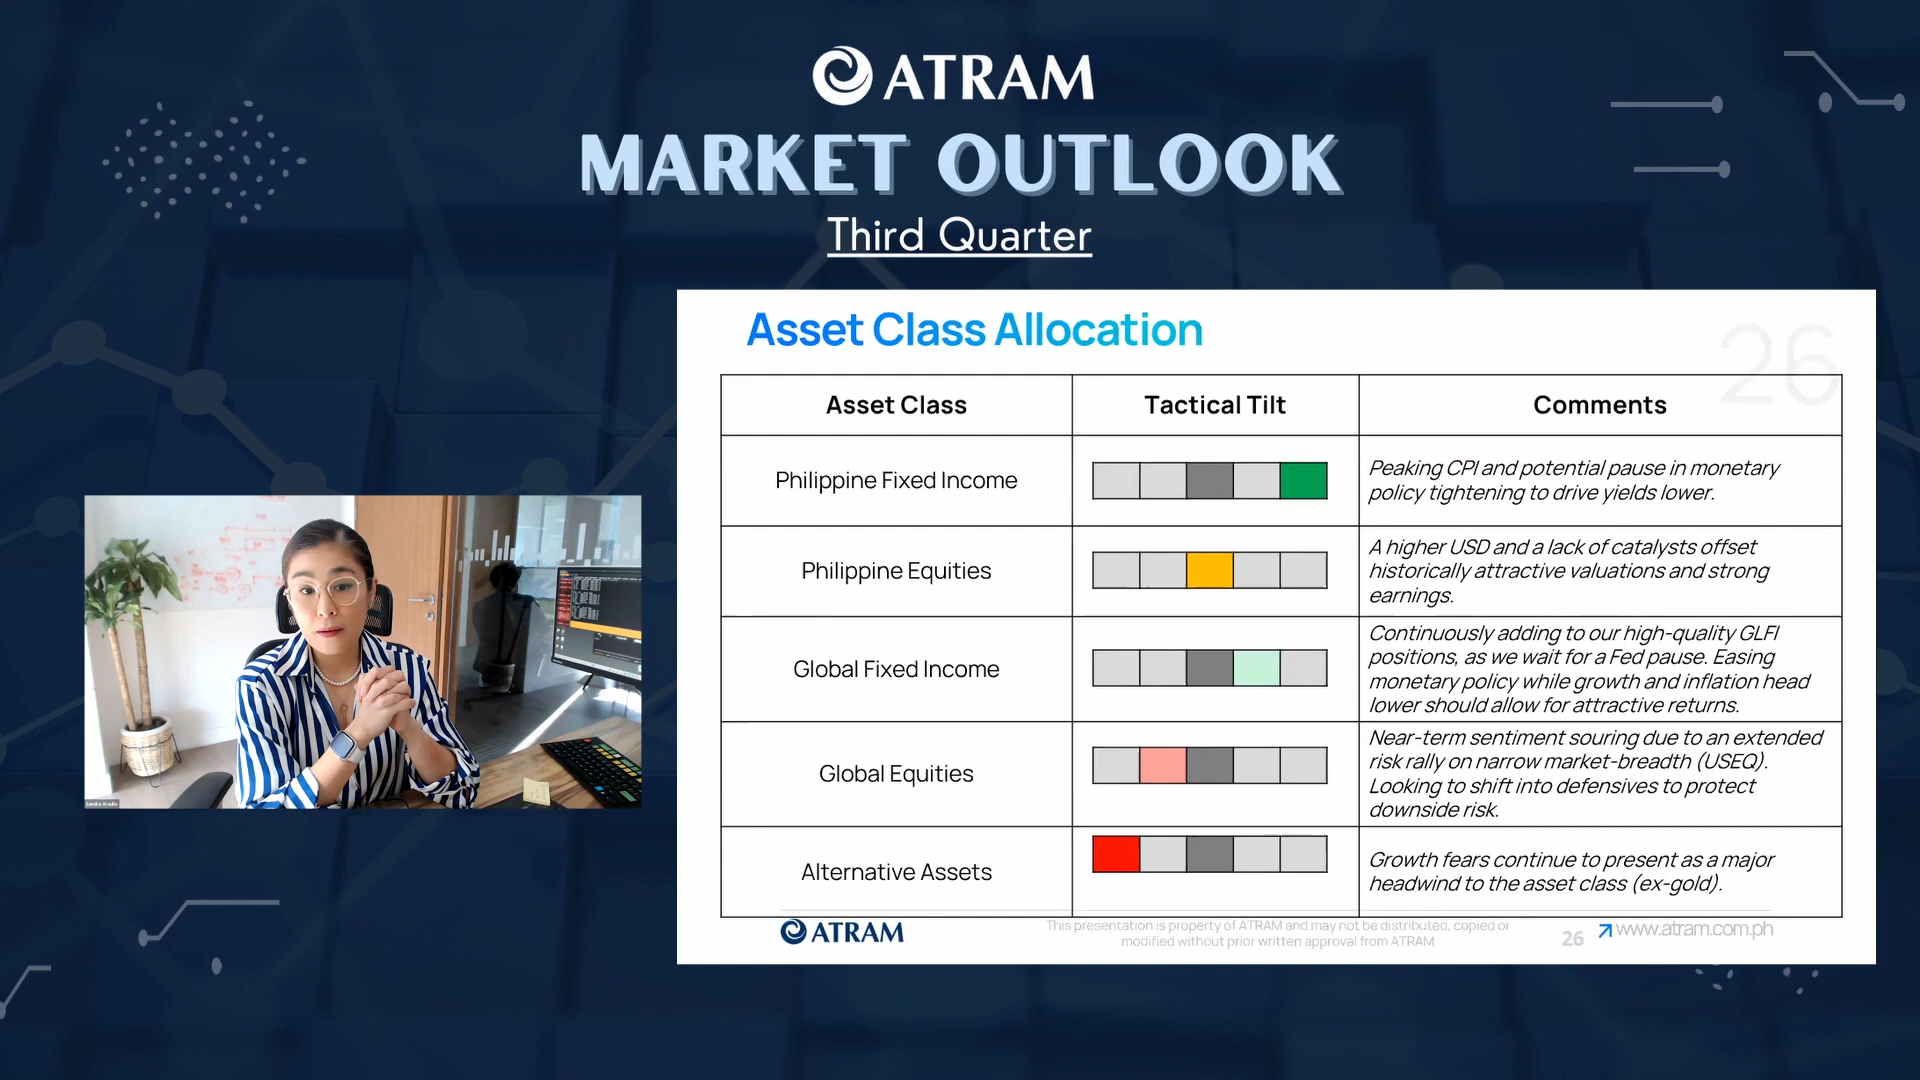 ATRAM
MARKET OUTLOOK
Third Quarter
Asset Class Allocation
26
Asset Class
Tactical Tilt
Comments
Philippine Fixed Income
Peaking CPI and potential pause in monetary
policy tightening to drive yields lower.
Philippine Equities
A higher USD and a lack of catalysts offset
historically attractive valuations and strong
earnings.
Global Fixed Income
Continuously adding to our high-quality GLFI
positions, as we wait for a Fed pause. Easing
monetary policy while growth and inflation head
lower should allow for attractive returns.
Global Equities
Near-term sentiment souring due to an extended
risk rally on narrow market-breadth (USEQ).
Looking to shift into defensives to protect
downside risk.
Alternative Assets
Growth fears continue to present as a major
headwind to the asset class (ex-gold).
ATRAM
This presentation is property of ATRAM and may not be distributed, copied or
modified without prior written approval from ATRAM
26
www.atram.com.ph